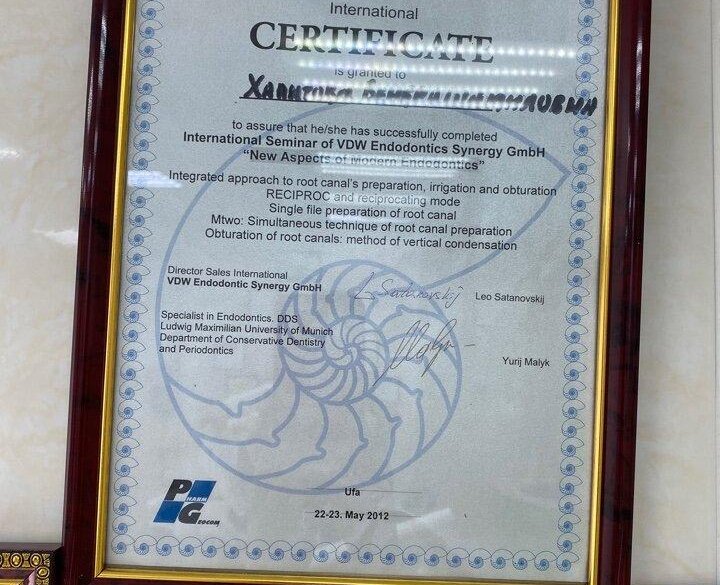 International
CERTIFICATE
is granted to
to assure that he/she has successfully completed
International Seminar of VDW Endodontics Synergy GmbH
"New Aspects of Modern Endodontics"
Integrated approach to root canal's preparation, irrigation and obturation
RECIPROC and reciprocating mode
Single file preparation of root canal
Mtwo: Simultaneous technique of root canal preparation
Obturation of root canals: method of vertical condensation
Director Sales International
VDW Endodontic Synergy GmbH
L Satanovskij
Leo Satanovskij
Specialist in Endodontics. DDS
Ludwig Maximilian University of Munich
Department of Conservative Dentistry
and Periodontics
Yurij Malyk
PHARM
GEOCOM
Ufa
22-23. May 2012